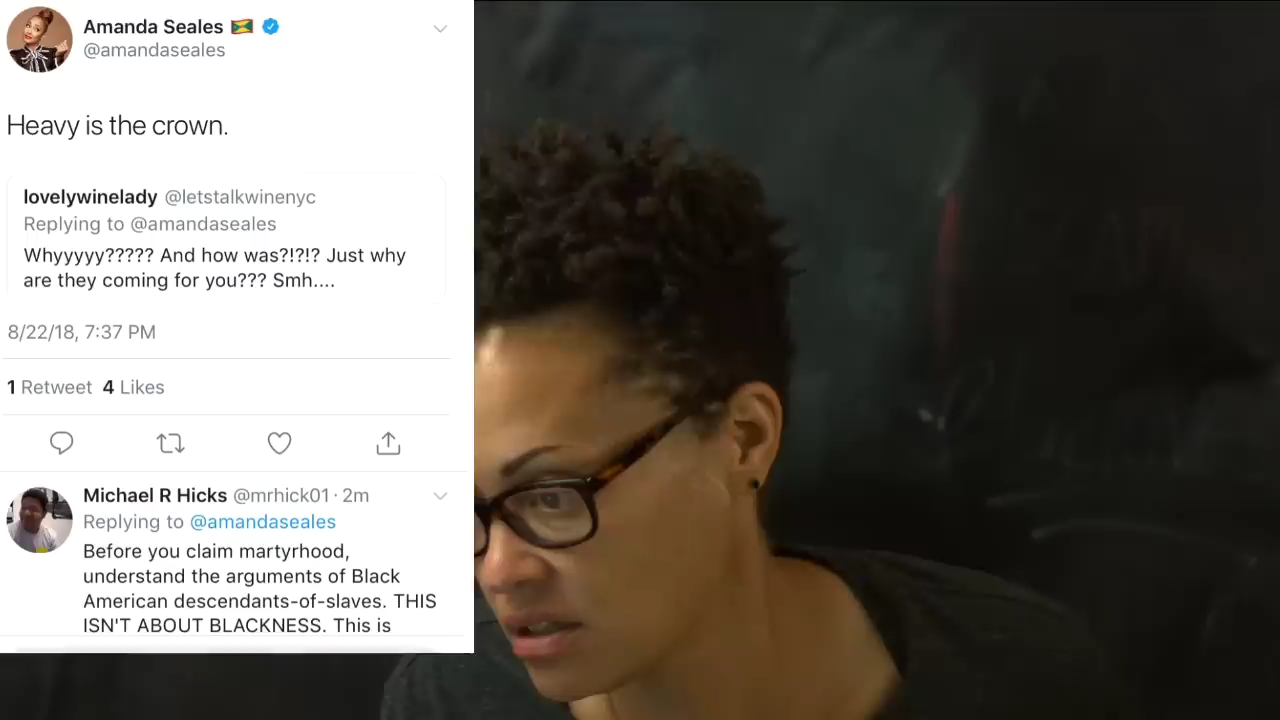 Amanda Seales 🇬🇩
@amandaseales
Heavy is the crown.
lovelywinelady @letstalkwinenyc
Replying to @amandaseales
Whyyyyy????? And how was?!?!? Just why
are they coming for you??? Smh....
8/22/18, 7:37 PM
1 Retweet 4 Likes
Michael R Hicks @mrhick01 · 2m
Replying to @amandaseales
Before you claim martyrhood,
understand the arguments of Black
American descendants-of-slaves. THIS
ISN'T ABOUT BLACKNESS. This is